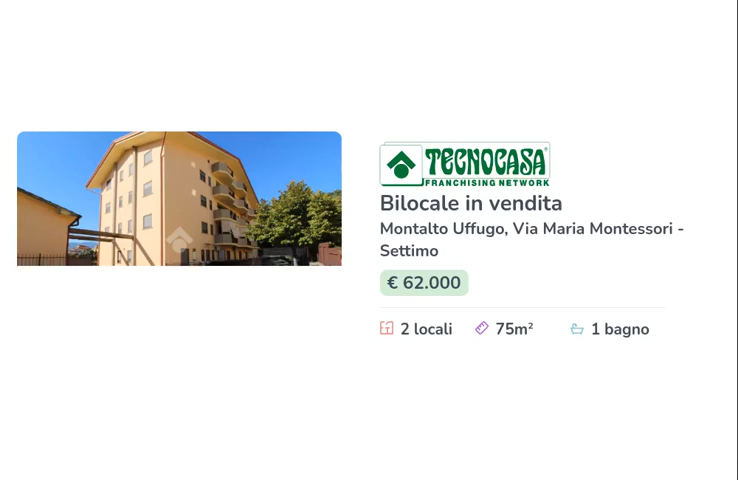 TECNOCASA
FRANCHISING NETWORK
Bilocale in vendita
Montalto Uffugo, Via Maria Montessori -
Settimo
€ 62.000
2 locali 75m² 1 bagno